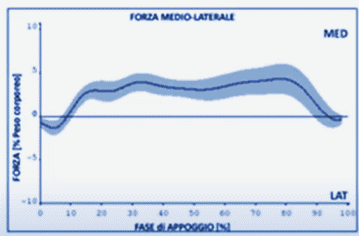 FORZA MEDIO-LATERALE
10
MED
5
0
-5
-10
LAT
FORZA [% Peso corporeo]
0 10 20 30 40 50 60 70 80 90 100
FASE di APPOGGIO [%]